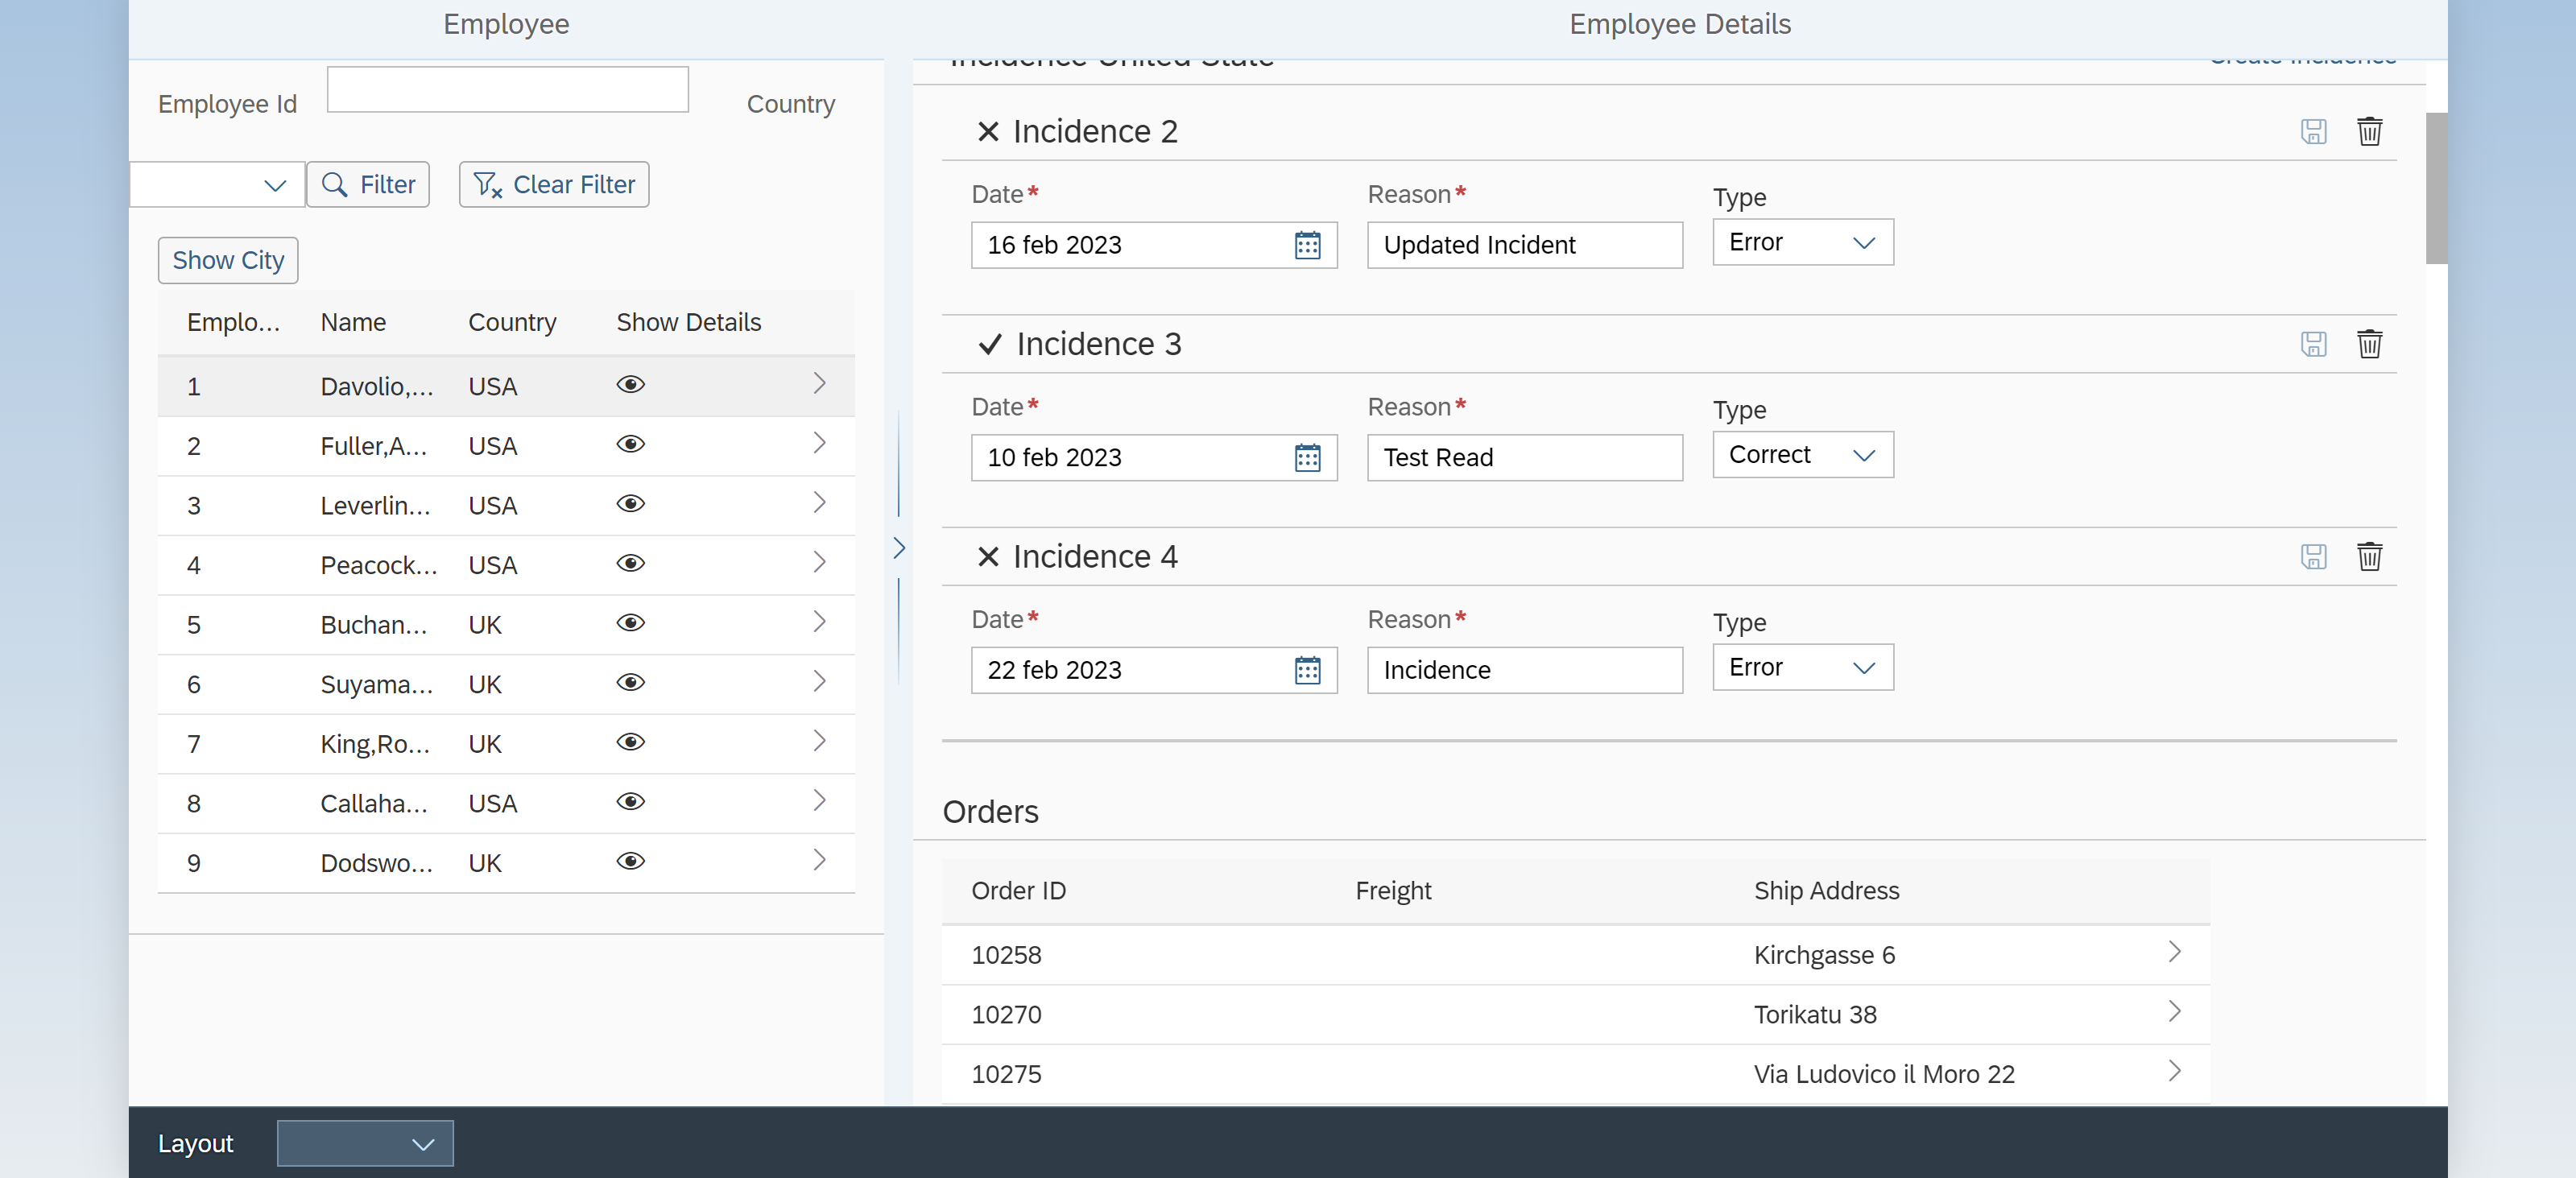 Employee
Employee Details
Incidence United State
Create Incidence
Employee Id
Country
Filter
Clear Filter
Show City
Emplo...
Name
Country
Show Details
1 Davolio,... USA
2 Fuller,A... USA
3 Leverlin... USA
4 Peacock... USA
5 Buchan... UK
6 Suyama... UK
7 King,Ro... UK
8 Callaha... USA
9 Dodswo... UK
Incidence 2
Date* Reason* Type
16 feb 2023 Updated Incident Error
Incidence 3
Date* Reason* Type
10 feb 2023 Test Read Correct
Incidence 4
Date* Reason* Type
22 feb 2023 Incidence Error
Orders
Order ID Freight Ship Address
10258 Kirchgasse 6
10270 Torikatu 38
10275 Via Ludovico il Moro 22
Layout